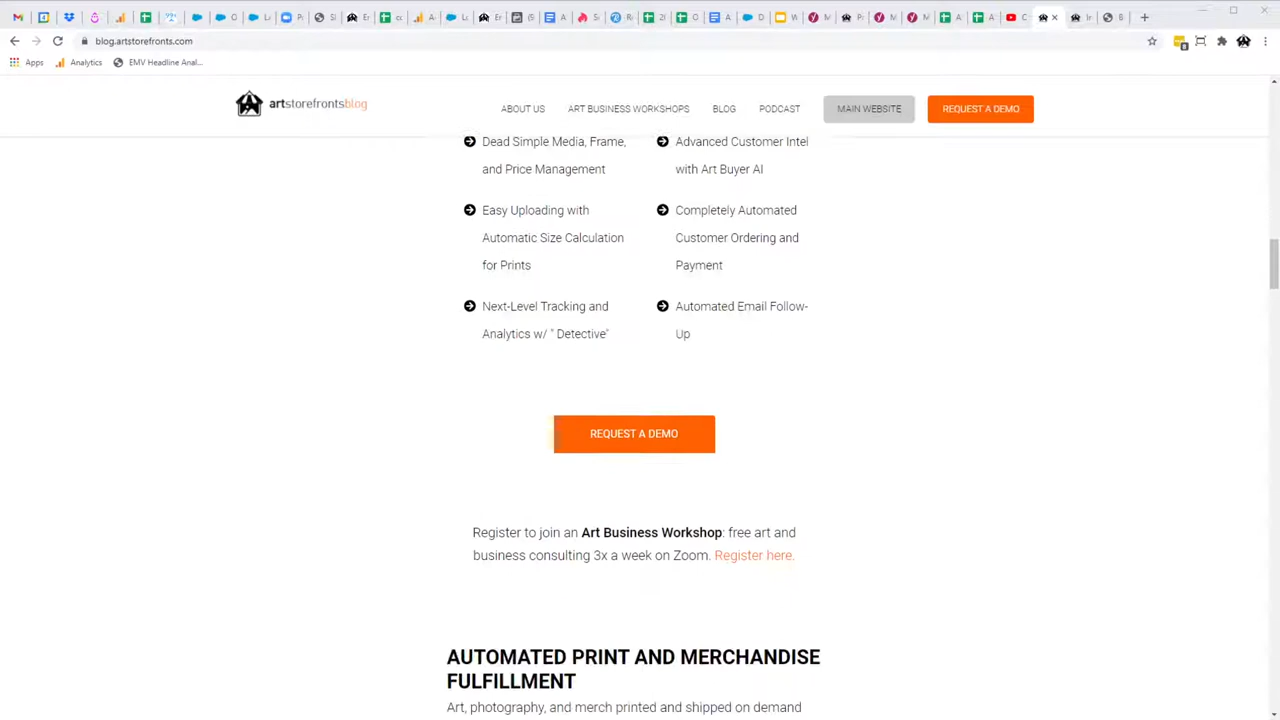 blog.artstorefronts.com
Apps
Analytics
EMV Headline Anal...
artstorefrontsblog
ABOUT US
ART BUSINESS WORKSHOPS
BLOG
PODCAST
MAIN WEBSITE
REQUEST A DEMO
Dead Simple Media, Frame,
and Price Management
Easy Uploading with
Automatic Size Calculation
for Prints
Next-Level Tracking and
Analytics w/ " Detective"
Advanced Customer Intel
with Art Buyer AI
Completely Automated
Customer Ordering and
Payment
Automated Email Follow-
Up
REQUEST A DEMO
Register to join an Art Business Workshop: free art and
business consulting 3x a week on Zoom. Register here.
AUTOMATED PRINT AND MERCHANDISE
FULFILLMENT
Art, photography, and merch printed and shipped on demand